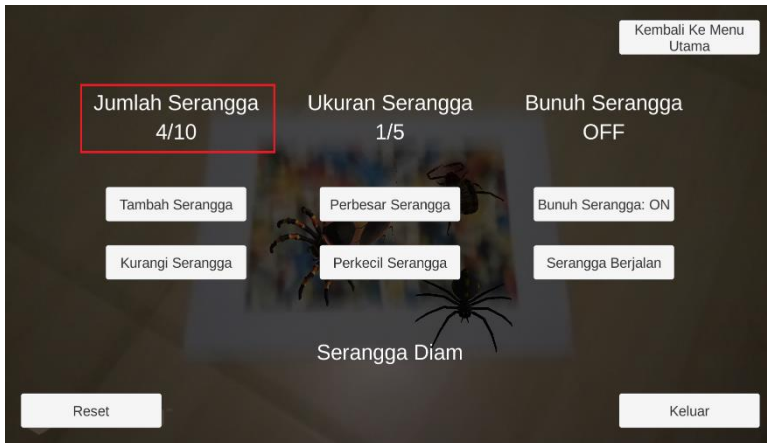 Kembali Ke Menu
Utama
Jumlah Serangga
4/10
Ukuran Serangga
1/5
Bunuh Serangga
OFF
Tambah Serangga
Perbesar Serangga
Bunuh Serangga: ON
Kurangi Serangga
Perkecil Serangga
Serangga Berjalan
Serangga Diam
Reset
Keluar